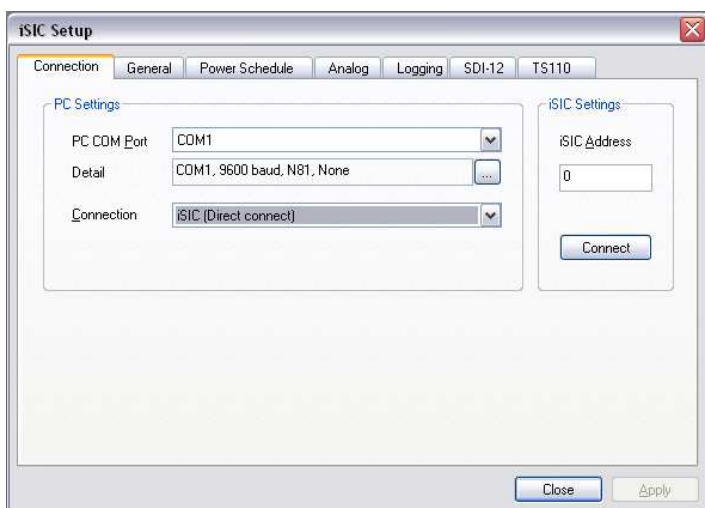 iSIC Setup
Connection General Power Schedule Analog Logging SDI-12 TS110
PC Settings
PC COM Port COM1
Detail COM1, 9600 baud, N81, None ...
Connection iSIC (Direct connect)
iSIC Settings
iSIC Address
0
Connect
Close Apply